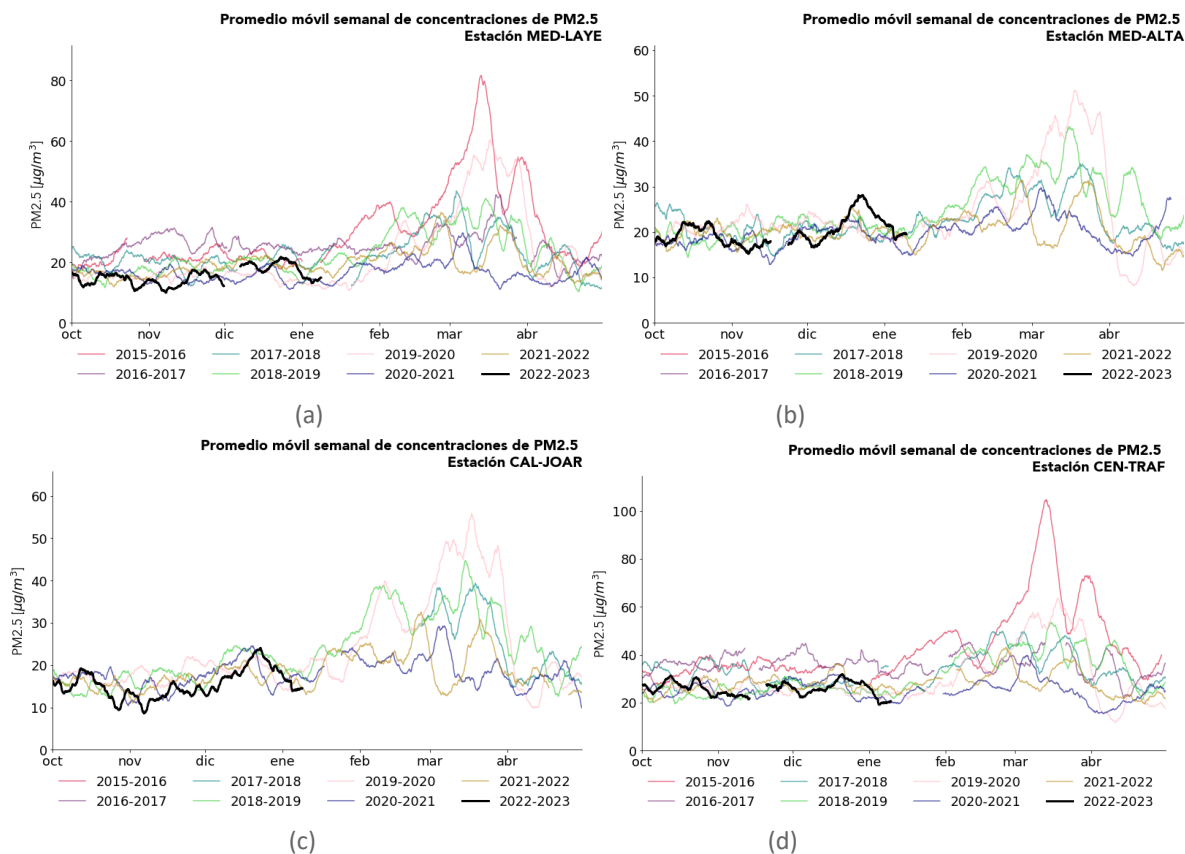 Promedio móvil semanal de concentraciones de PM2.5
Estación MED-LAYE
PM2.5 [μg/m³]
80
60
40
20
0
oct nov dic ene feb mar abr
2015-2016 2017-2018 2019-2020 2021-2022
2016-2017 2018-2019 2020-2021 2022-2023
(a)
Promedio móvil semanal de concentraciones de PM2.5
Estación MED-ALTA
PM2.5 [μg/m³]
60
50
40
30
20
10
0
oct nov dic ene feb mar abr
2015-2016 2017-2018 2019-2020 2021-2022
2016-2017 2018-2019 2020-2021 2022-2023
(b)
Promedio móvil semanal de concentraciones de PM2.5
Estación CAL-JOAR
PM2.5 [μg/m³]
60
50
40
30
20
10
0
oct nov dic ene feb mar abr
2015-2016 2017-2018 2019-2020 2021-2022
2016-2017 2018-2019 2020-2021 2022-2023
(c)
Promedio móvil semanal de concentraciones de PM2.5
Estación CEN-TRAF
PM2.5 [μg/m³]
100
80
60
40
20
0
oct nov dic ene feb mar abr
2015-2016 2017-2018 2019-2020 2021-2022
2016-2017 2018-2019 2020-2021 2022-2023
(d)